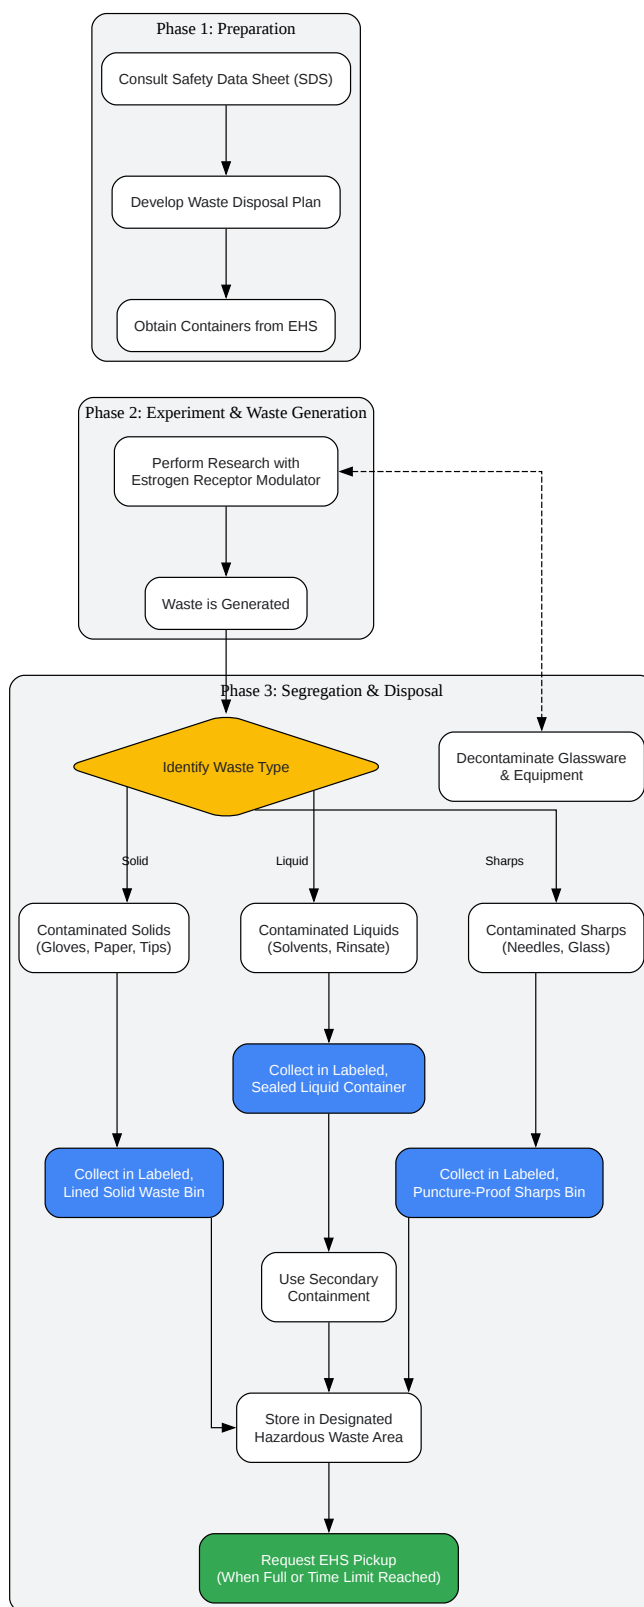 Phase 1: Preparation
Consult Safety Data Sheet (SDS)
Develop Waste Disposal Plan
Obtain Containers from EHS
Phase 2: Experiment & Waste Generation
Perform Research with
Estrogen Receptor Modulator
Waste is Generated
Phase 3: Segregation & Disposal
Identify Waste Type
Decontaminate Glassware
& Equipment
Solid
Liquid
Sharps
Contaminated Solids
(Gloves, Paper, Tips)
Contaminated Liquids
(Solvents, Rinsate)
Contaminated Sharps
(Needles, Glass)
Collect in Labeled,
Sealed Liquid Container
Collect in Labeled,
Lined Solid Waste Bin
Collect in Labeled,
Puncture-Proof Sharps Bin
Use Secondary
Containment
Store in Designated
Hazardous Waste Area
Request EHS Pickup
(When Full or Time Limit Reached)